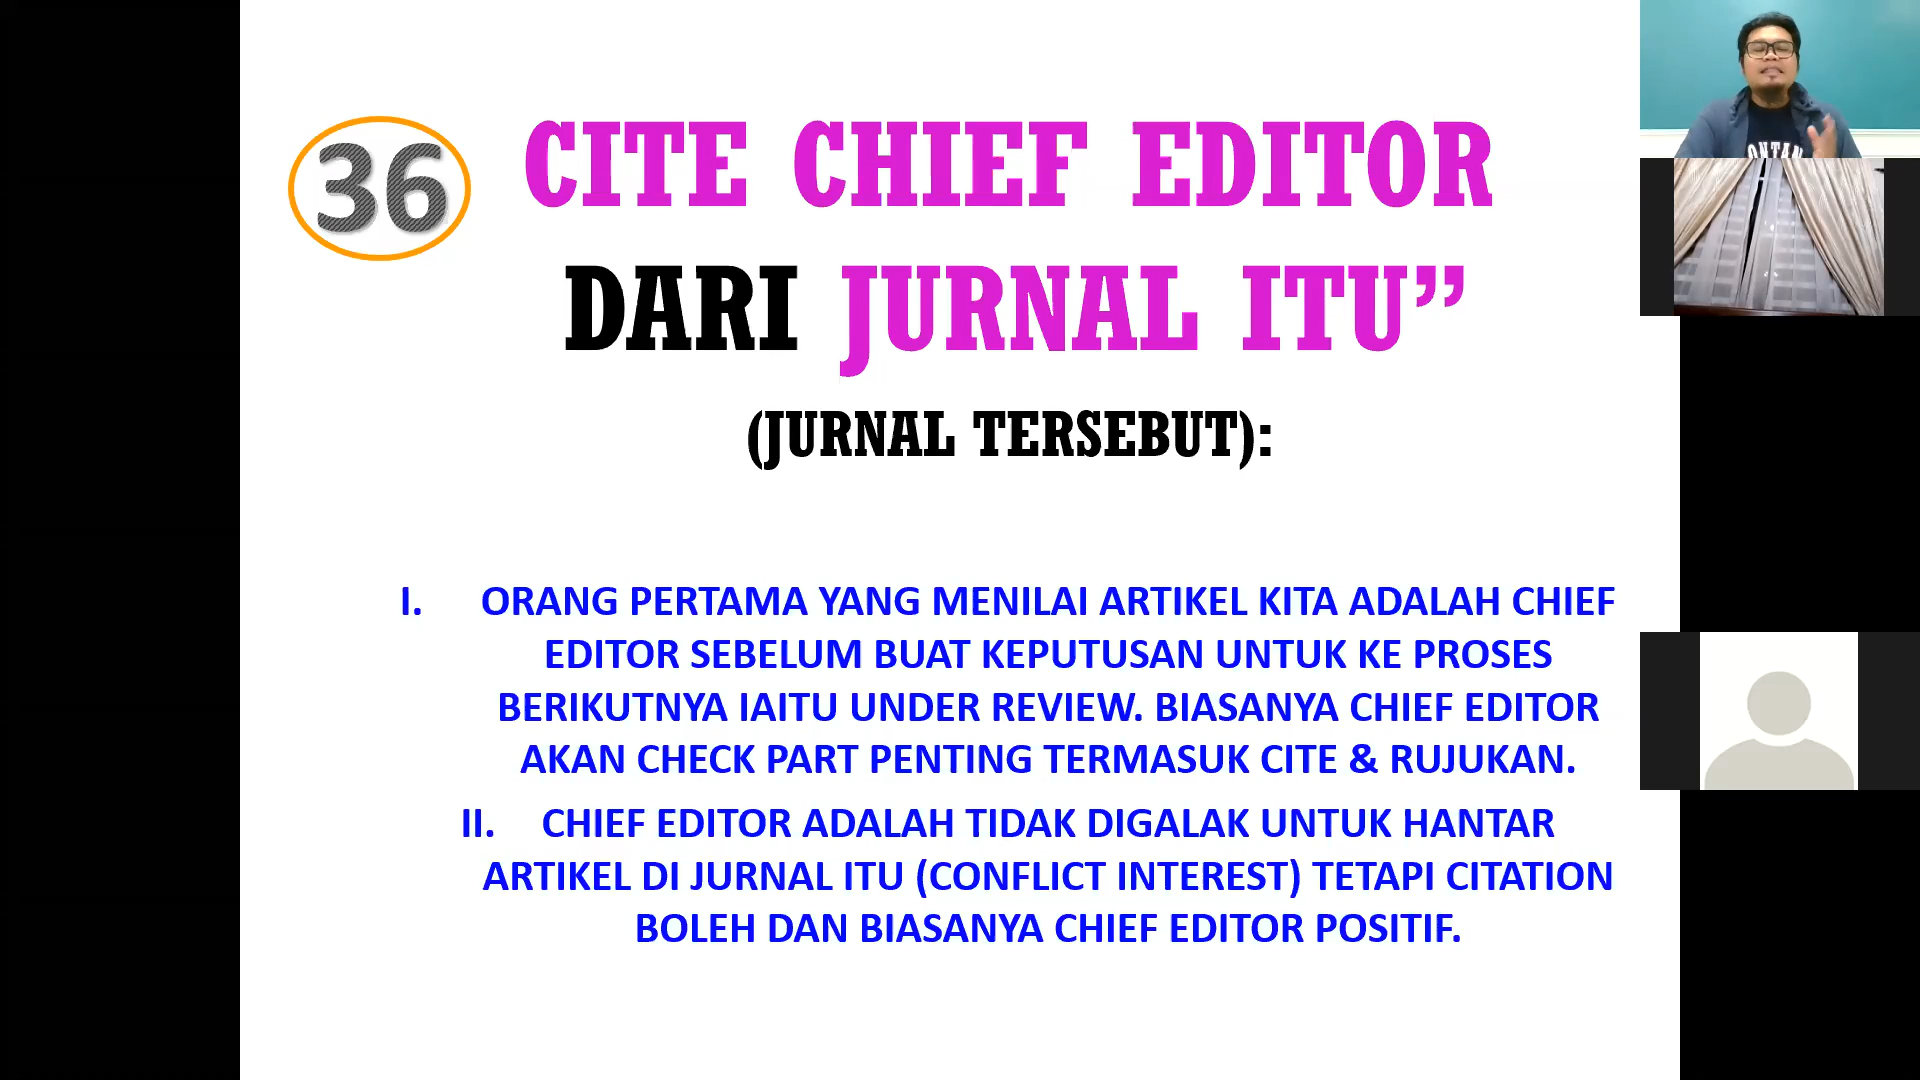 36
CITE CHIEF EDITOR
DARI JURNAL ITU”
(JURNAL TERSEBUT):
I. ORANG PERTAMA YANG MENILAI ARTIKEL KITA ADALAH CHIEF
EDITOR SEBELUM BUAT KEPUTUSAN UNTUK KE PROSES
BERIKUTNYA IAITU UNDER REVIEW. BIASANYA CHIEF EDITOR
AKAN CHECK PART PENTING TERMASUK CITE & RUJUKAN.
II. CHIEF EDITOR ADALAH TIDAK DIGALAK UNTUK HANTAR
ARTIKEL DI JURNAL ITU (CONFLICT INTEREST) TETAPI CITATION
BOLEH DAN BIASANYA CHIEF EDITOR POSITIF.